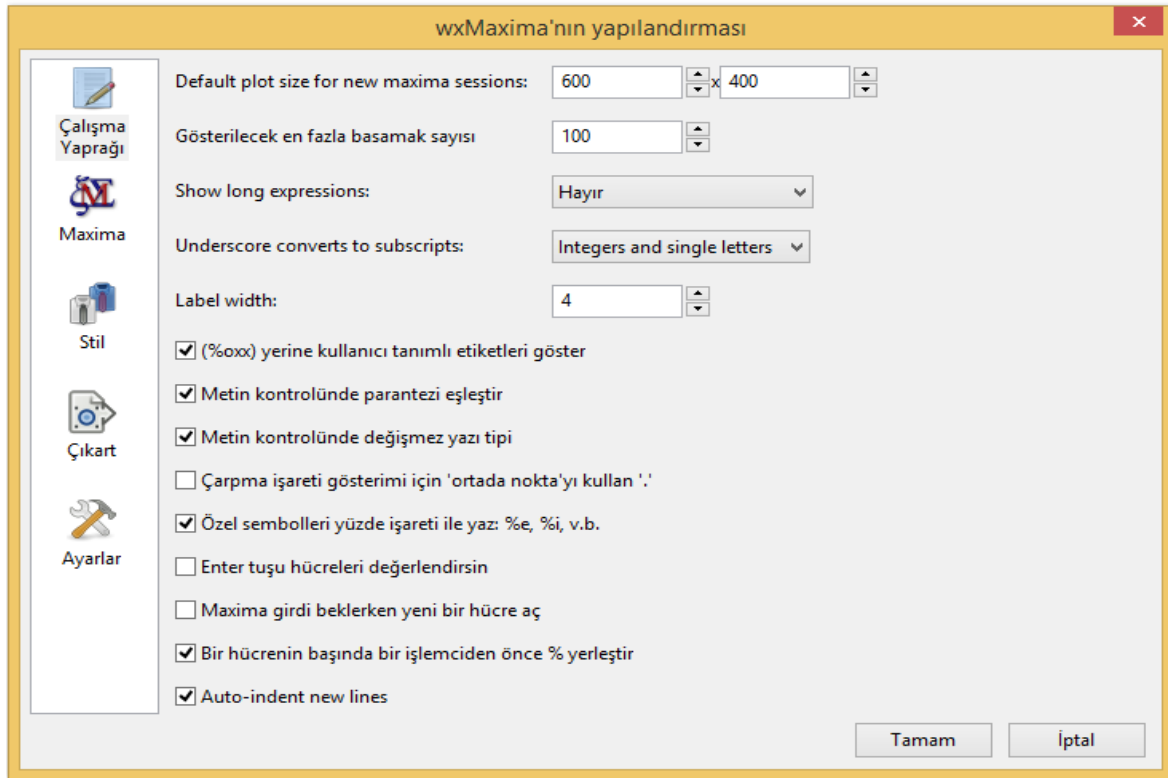 wxMaxima'nın yapılandırması
Çalışma
Yaprağı
Maxima
Stil
Çıkart
Ayarlar
Default plot size for new maxima sessions: 600 x 400
Gösterilecek en fazla basamak sayısı 100
Show long expressions: Hayır
Underscore converts to subscripts: Integers and single letters
Label width: 4
(%oxx) yerine kullanıcı tanımlı etiketleri göster
Metin kontrolünde parantezi eşleştir
Metin kontrolünde değişmez yazı tipi
Çarpma işareti gösterimi için 'ortada nokta'yı kullan '.'
Özel sembolleri yüzde işareti ile yaz: %e, %i, v.b.
Enter tuşu hücreleri değerlendirsin
Maxima girdi beklerken yeni bir hücre aç
Bir hücrenin başında bir işlemciden önce % yerleştir
Auto-indent new lines
Tamam İptal